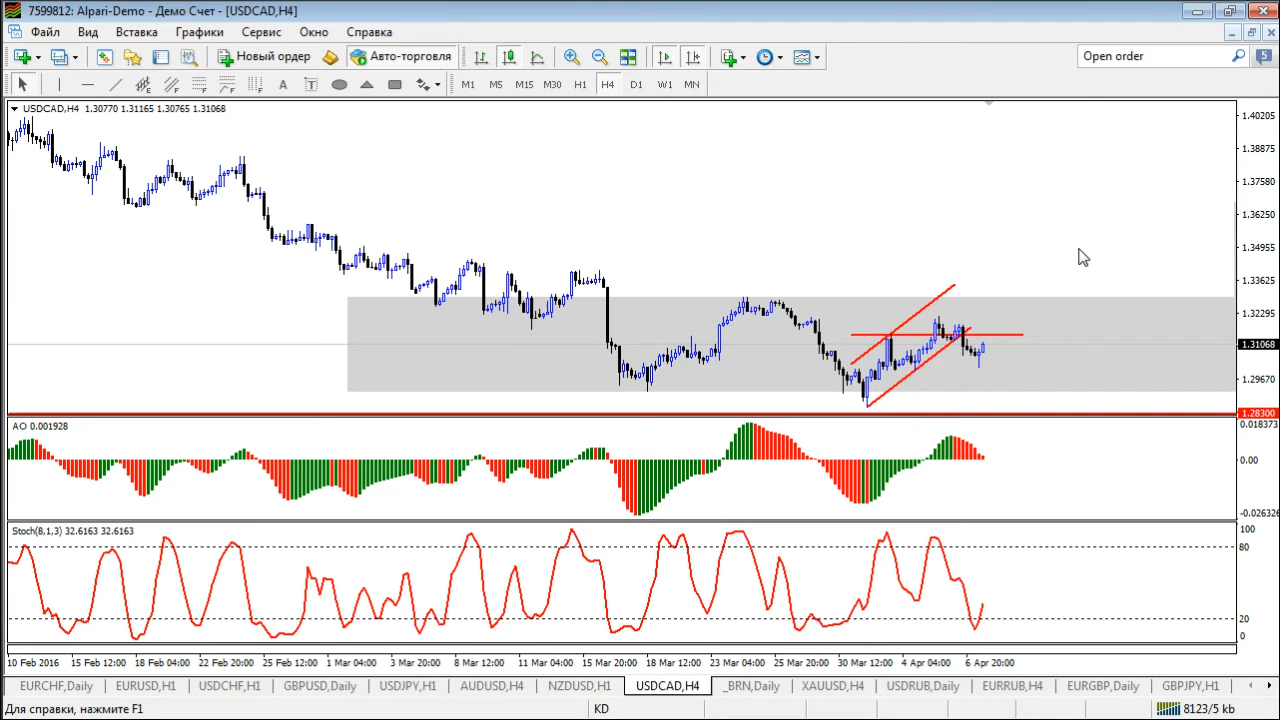 7599812: Alpari-Demo - Демо Счет - [USDCAD,H4]
Файл Вид Вставка Графики Сервис Окно Справка
Новый ордер Авто-торговля Open order 5
A T M1 M5 M15 M30 H1 H4 D1 W1 MN
USDCAD,H4 1.30770 1.31165 1.30765 1.31068
1.40205
1.38875
1.37580
1.36250
1.34955
1.33625
1.32295
1.31068
1.29670
1.28300
AO 0.001928
0.018373
0.00
-0.026326
Stoch(8,1,3) 32.6163 32.6163
100
80
20
0
10 Feb 2016 15 Feb 12:00 18 Feb 04:00 22 Feb 20:00 25 Feb 12:00 1 Mar 04:00 3 Mar 20:00 8 Mar 12:00 11 Mar 04:00 15 Mar 20:00 18 Mar 12:00 23 Mar 04:00 25 Mar 20:00 30 Mar 12:00 4 Apr 04:00 6 Apr 20:00
EURCHF,Daily EURUSD,H1 USDCHF,H1 GBPUSD,Daily USDJPY,H1 AUDUSD,H4 NZDUSD,H1 USDCAD,H4 _BRN,Daily XAUUSD,H4 USDRUB,Daily EURRUB,H4 EURGBP,Daily GBPJPY,H1
Для справки, нажмите F1 KD 8123/5 kb